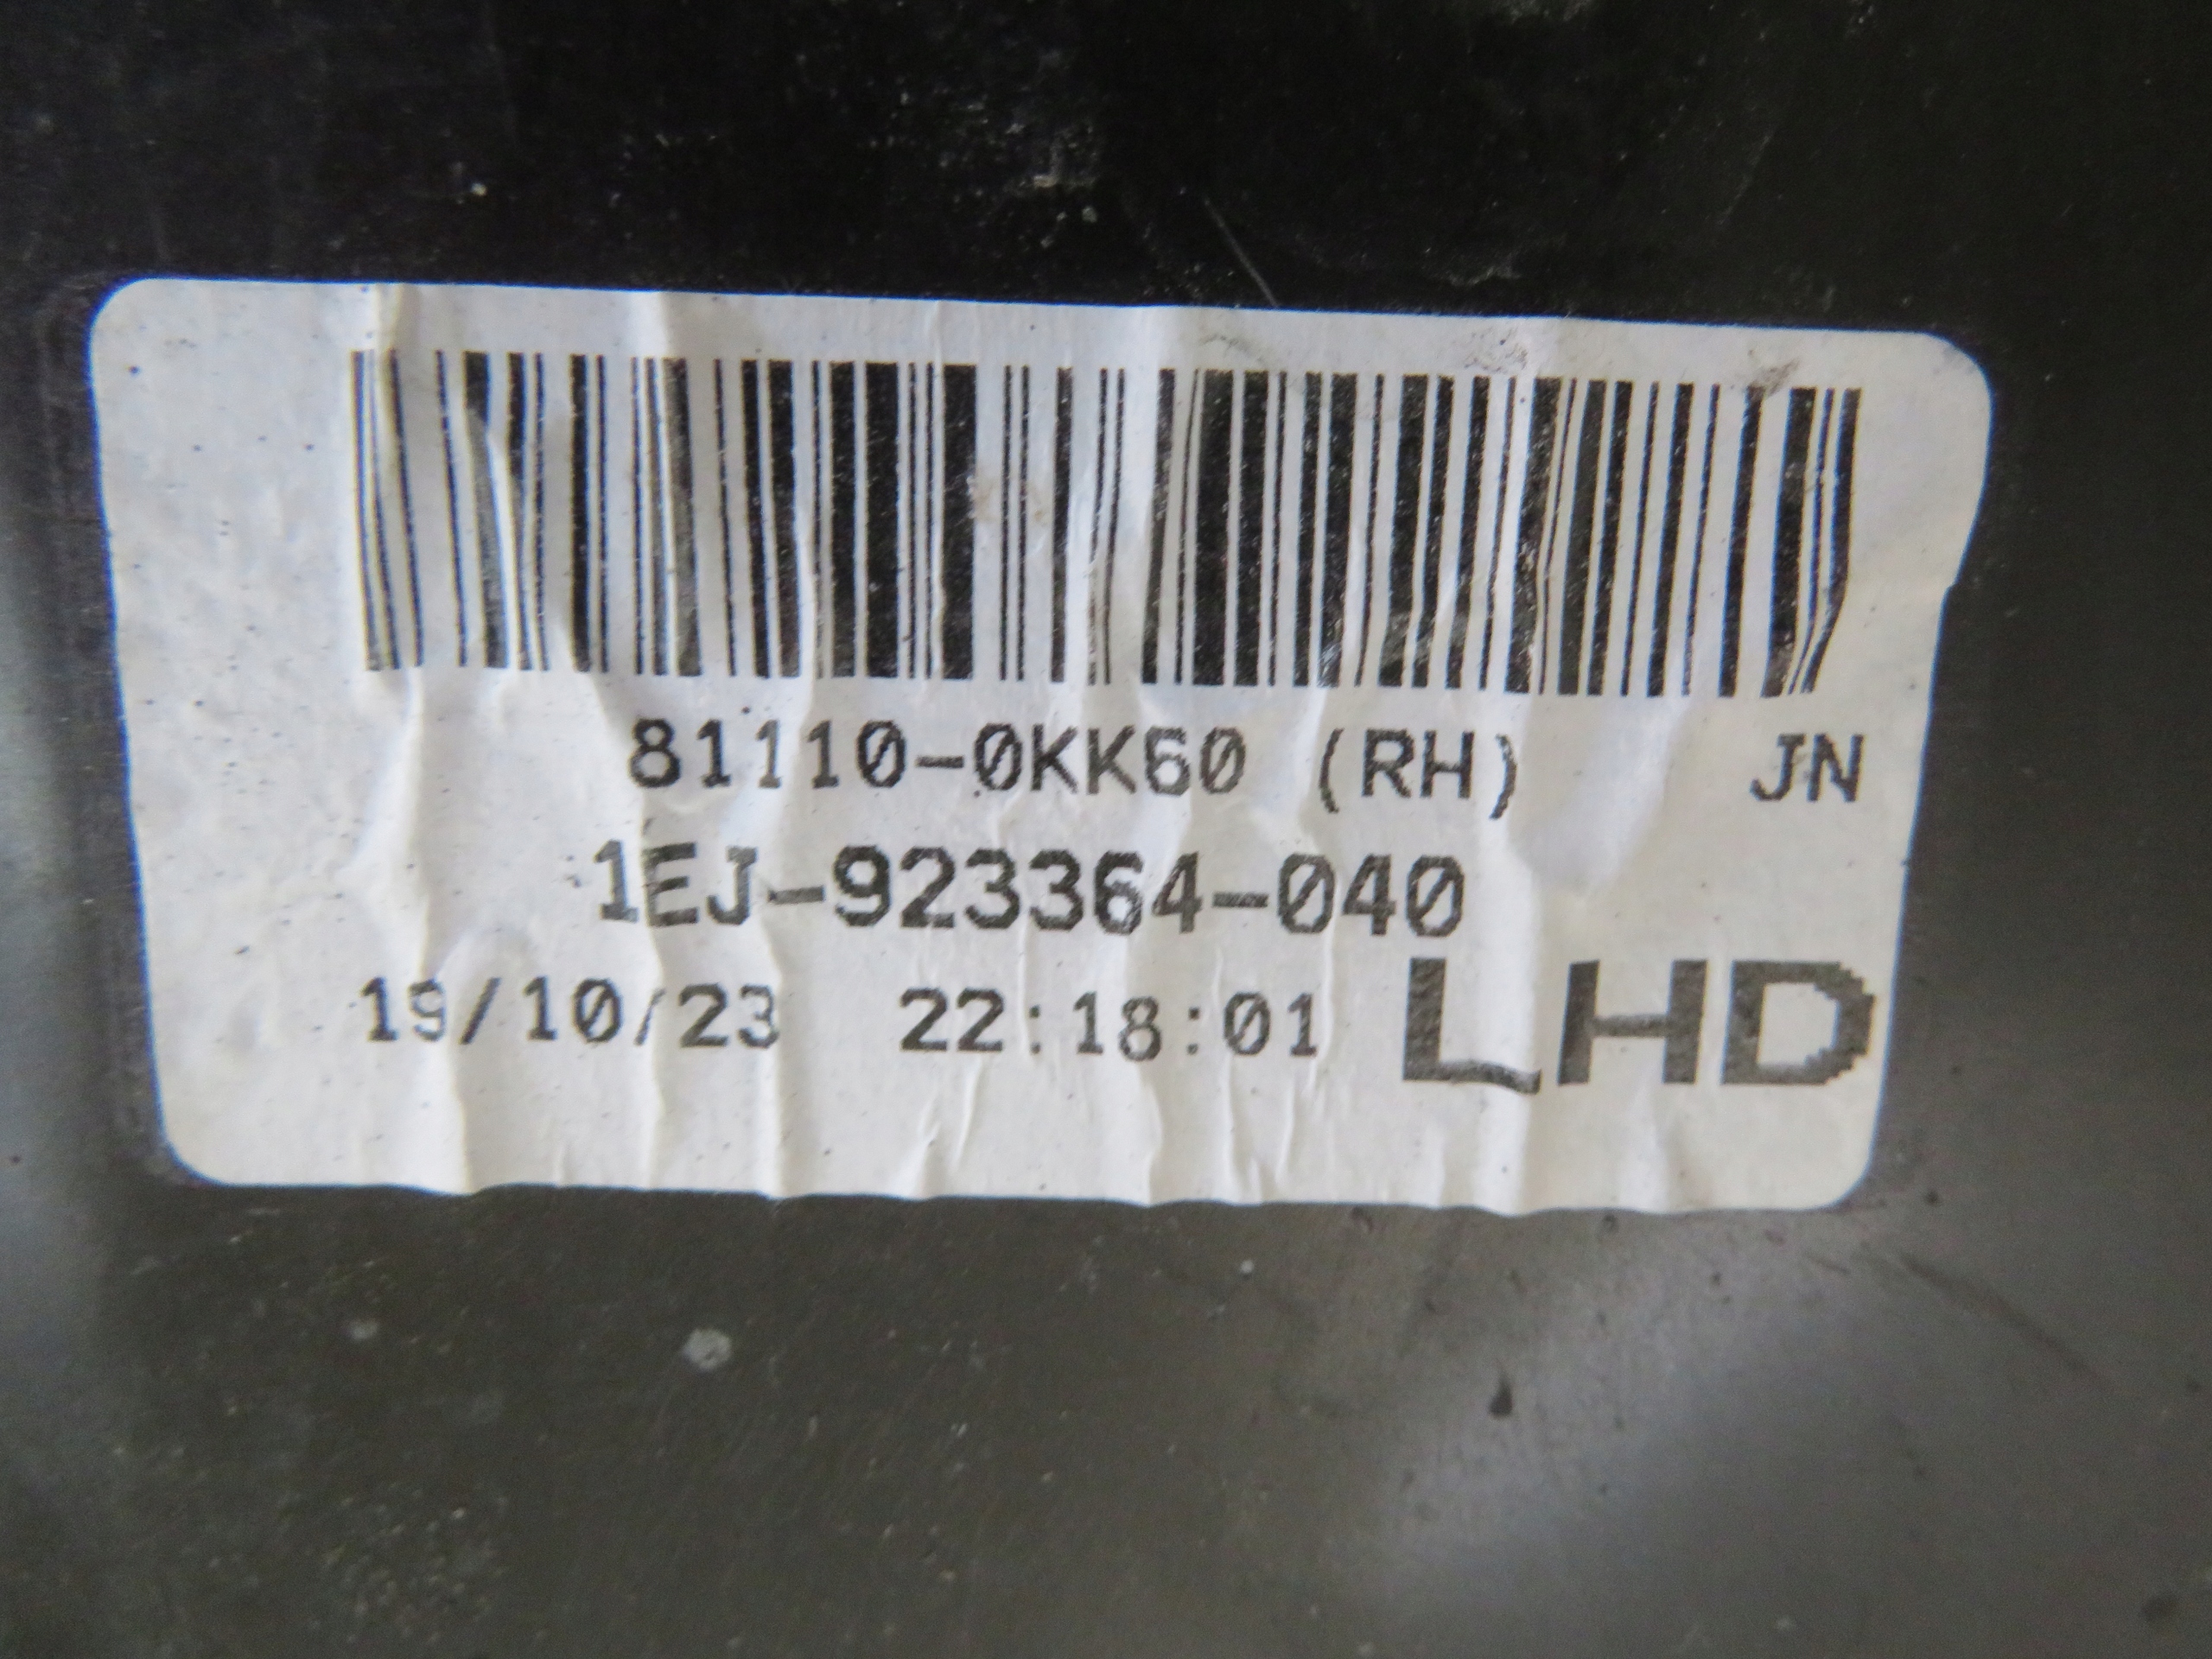 81110-0KK60 (RH) JN
1EJ-923364-040
19/10/23 22:18:01 LHD